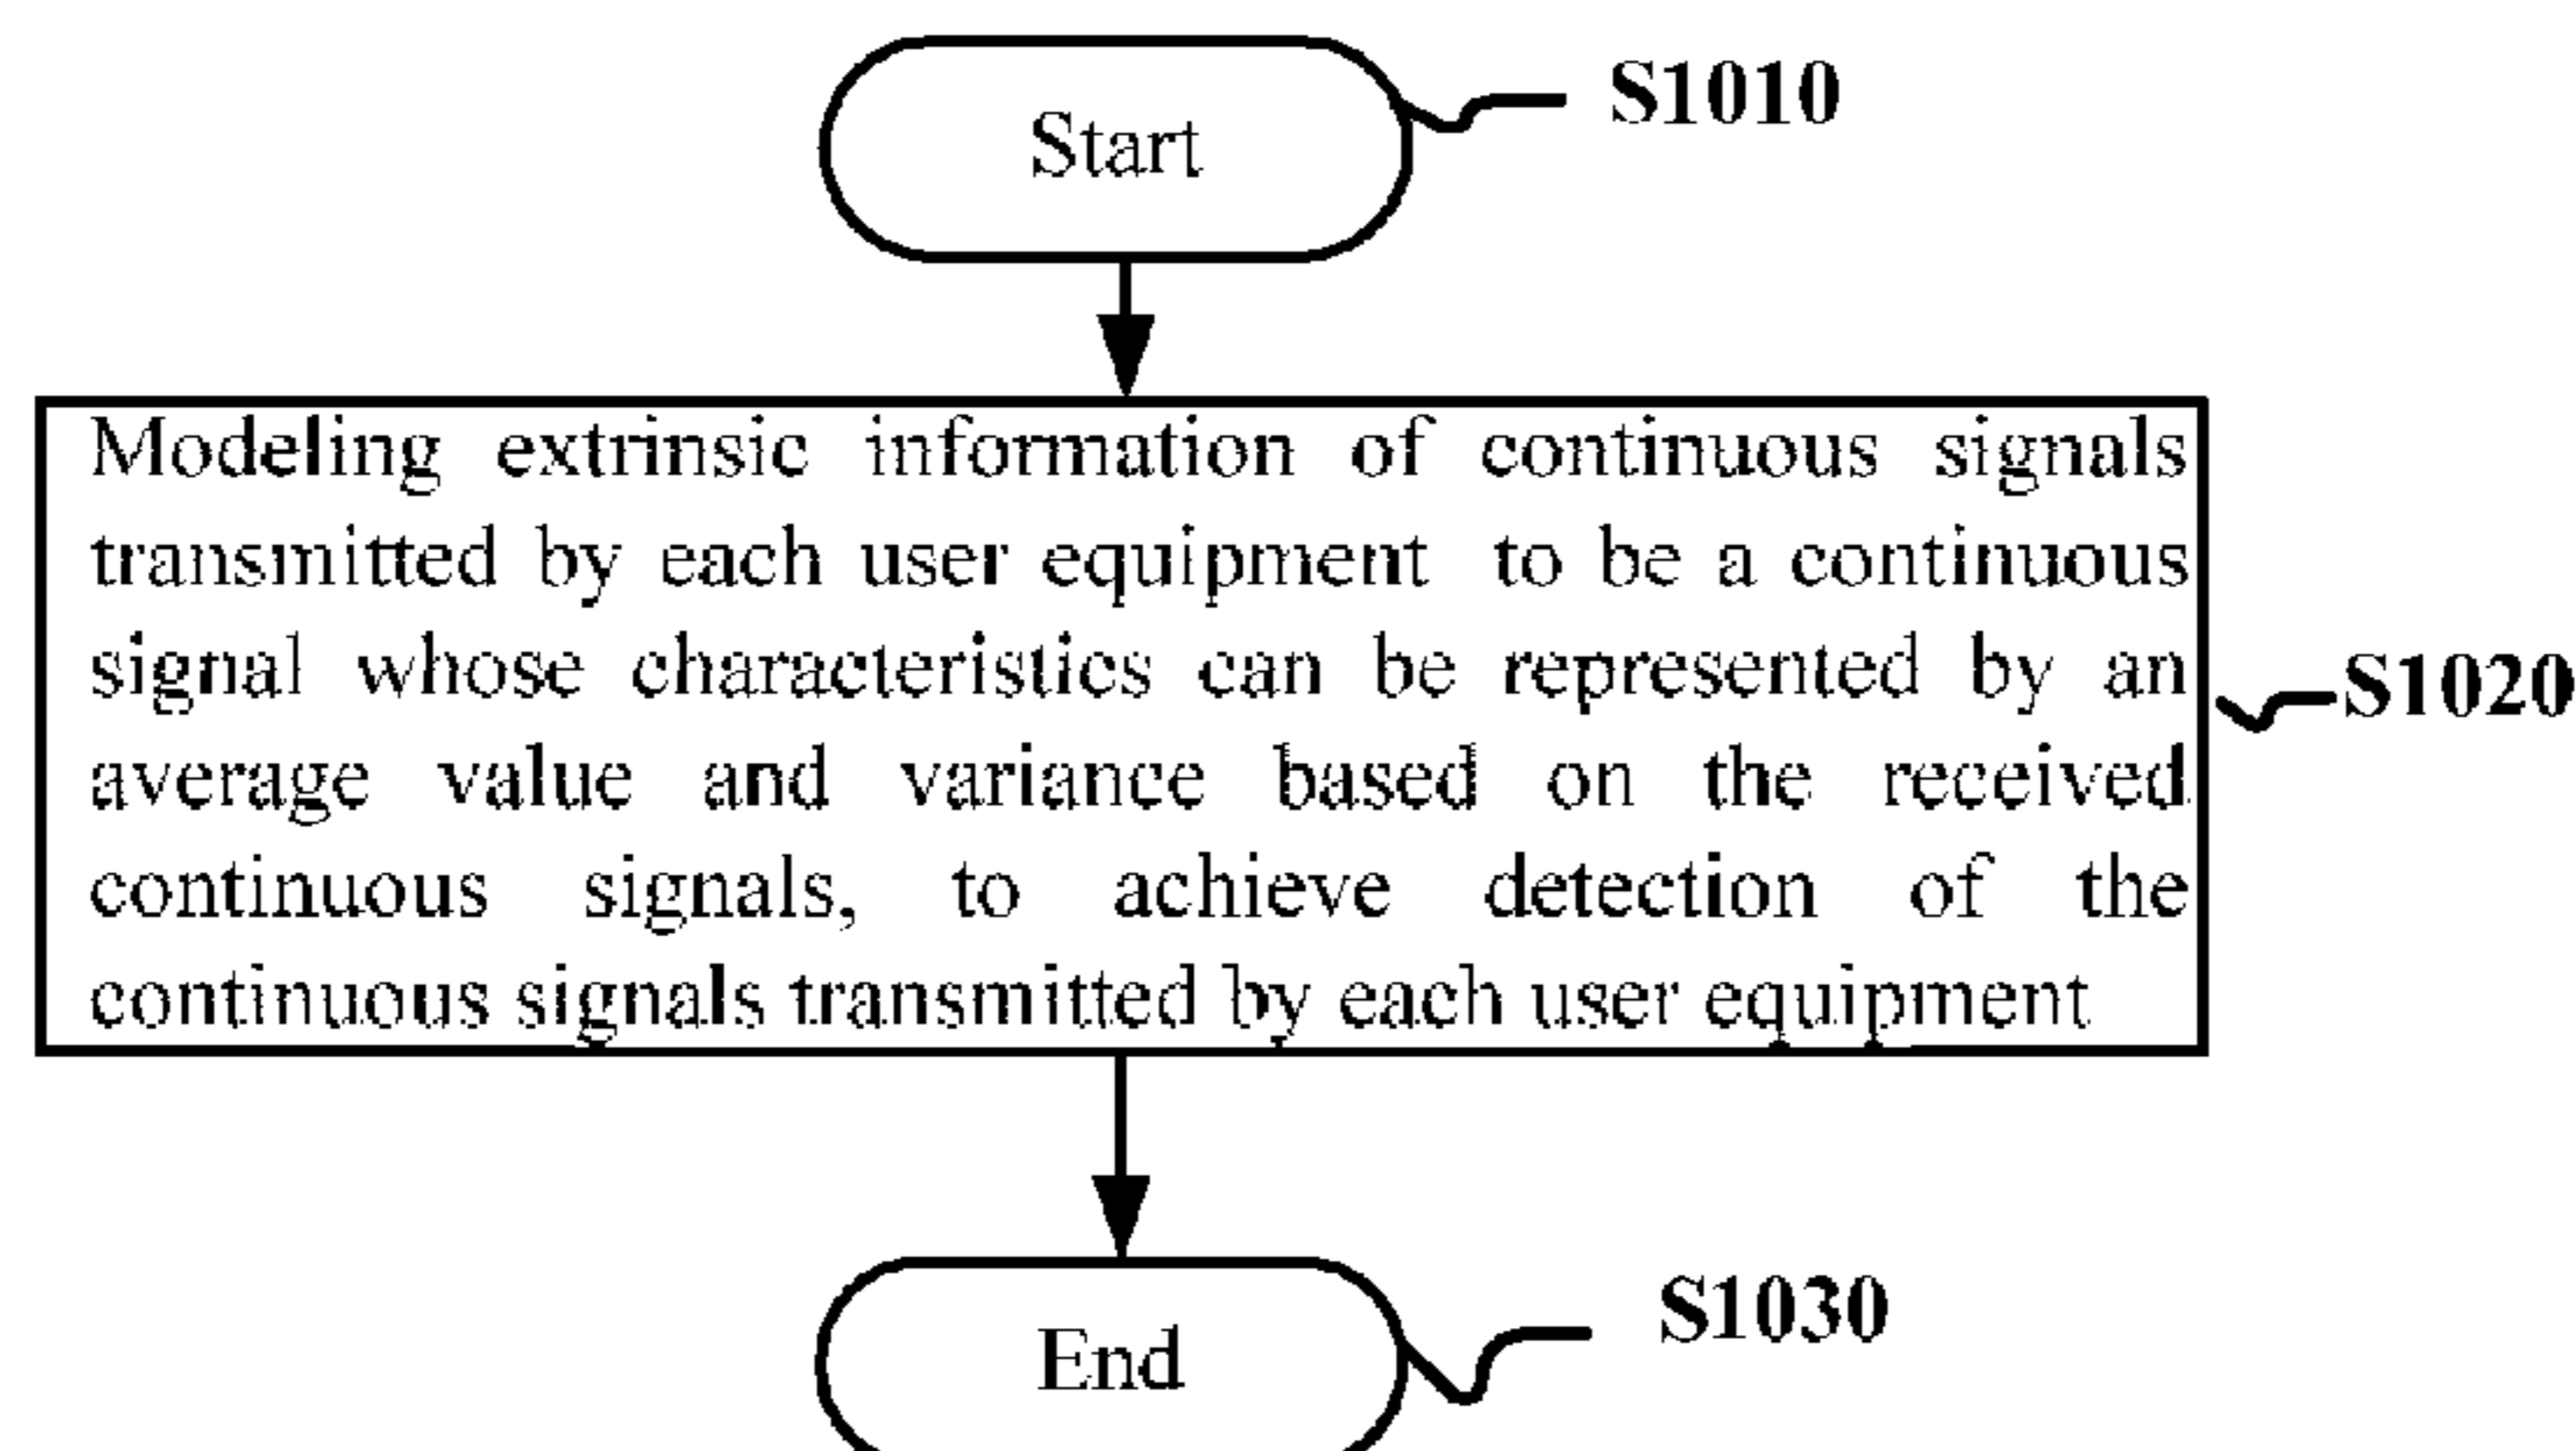 S1010
Start
Modeling extrinsic information of continuous signals
transmitted by each user equipment to be a continuous
signal whose characteristics can be represented by an
average value and variance based on the received
continuous signals, to achieve detection of the
continuous signals transmitted by each user equipment
S1020
S1030
End